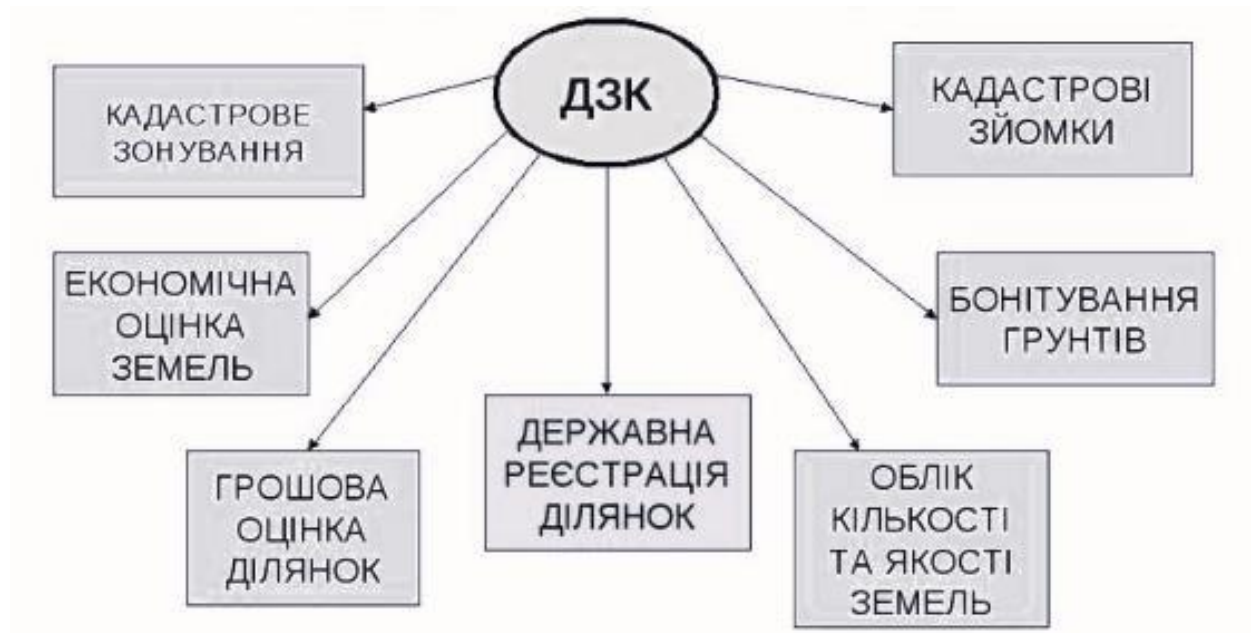 ДЗК
КАДАСТРОВЕ
ЗОНУВАННЯ
КАДАСТРОВІ
ЗЙОМКИ
ЕКОНОМІЧНА
ОЦІНКА
ЗЕМЕЛЬ
БОНІТУВАННЯ
ГРУНТІВ
ГРОШОВА
ОЦІНКА
ДІЛЯНОК
ДЕРЖАВНА
РЕЄСТРАЦІЯ
ДІЛЯНОК
ОБЛІК
КІЛЬКОСТІ
ТА ЯКОСТІ
ЗЕМЕЛЬ